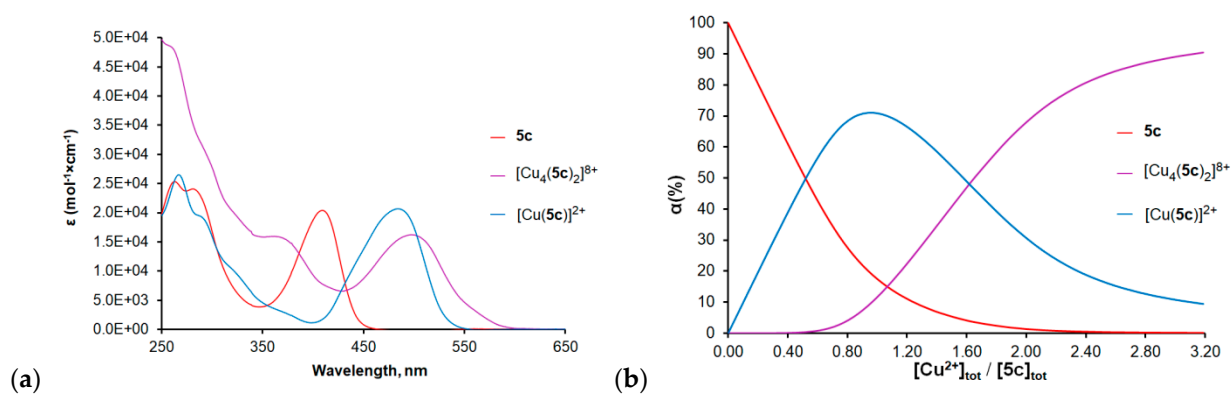 5.0E+04
4.5E+04
4.0E+04
3.5E+04
3.0E+04
2.5E+04
2.0E+04
1.5E+04
1.0E+04
5.0E+03
0.0E+00
ε (mol⁻¹×cm⁻¹)
250 350 450 550 650
Wavelength, nm
5c
[Cu₄(5c)₂]⁸⁺
[Cu(5c)]²⁺
(a)
100
90
80
70
60
50
40
30
20
10
0
α(%)
0.00 0.40 0.80 1.20 1.60 2.00 2.40 2.80 3.20
[Cu²⁺]tot / [5c]tot
5c
[Cu₄(5c)₂]⁸⁺
[Cu(5c)]²⁺
(b)